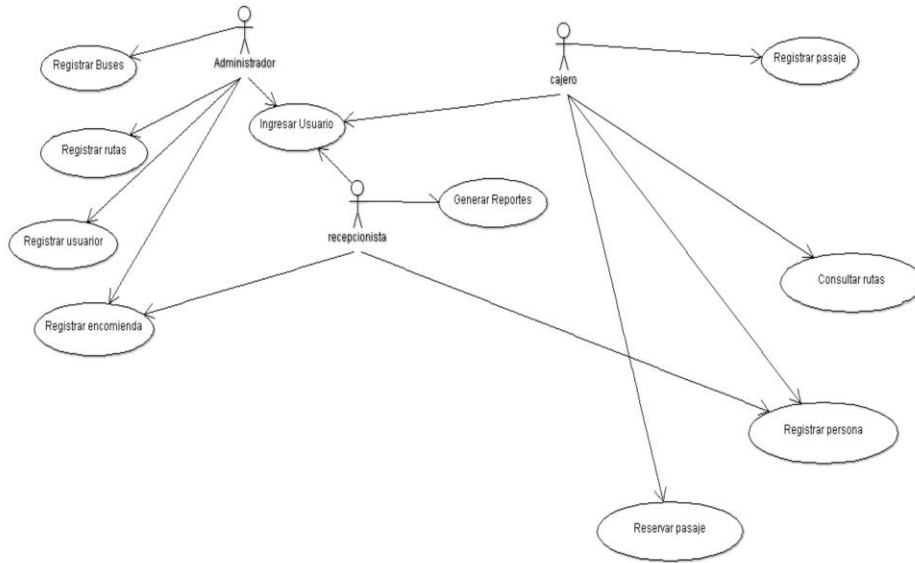 Registrar Buses
Administrador
cajero
Registrar pasaje
Ingresar Usuario
Registrar rutas
Generar Reportes
recepcionista
Registrar usuarior
Consultar rutas
Registrar encomienda
Registrar persona
Reservar pasaje